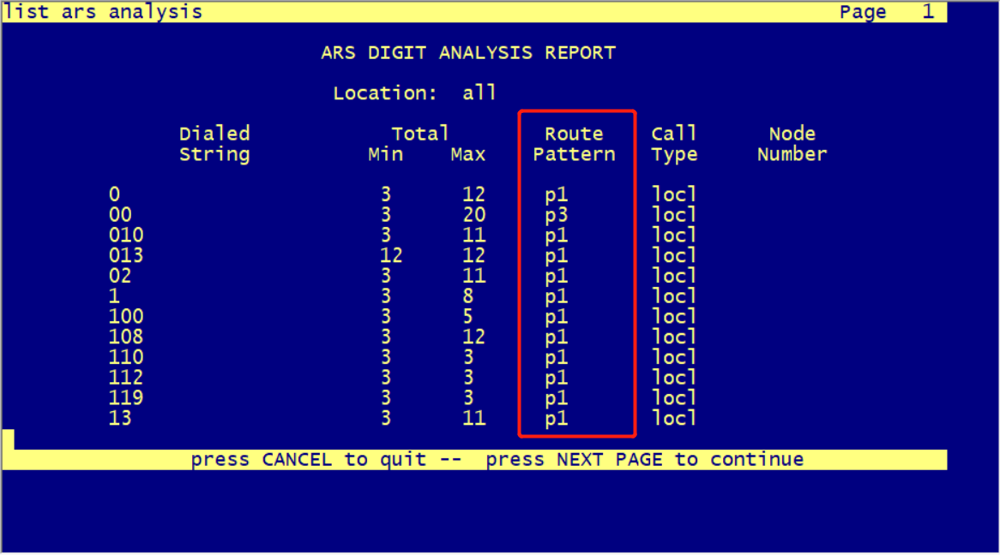 list ars analysis Page 1
ARS DIGIT ANALYSIS REPORT
Location: all
Dialed Total Route Call Node
String Min Max Pattern Type Number
0 3 12 p1 locl
00 3 20 p3 locl
010 3 11 p1 locl
013 12 12 p1 locl
02 3 11 p1 locl
1 3 8 p1 locl
100 3 5 p1 locl
108 3 12 p1 locl
110 3 3 p1 locl
112 3 3 p1 locl
119 3 3 p1 locl
13 3 11 p1 locl
press CANCEL to quit -- press NEXT PAGE to continue